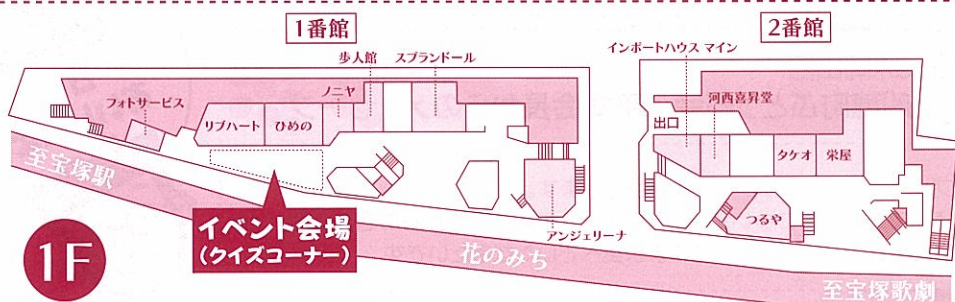 1番館
2番館
歩人館
スプランドール
インポートハウス マイン
ノニヤ
フォトサービス
河西喜昇堂
リブハート
ひめの
出口
タケオ
栄屋
至宝塚駅
つるや
イベント会場
(クイズコーナー)
アンジェリーナ
1F
花のみち
至宝塚歌劇